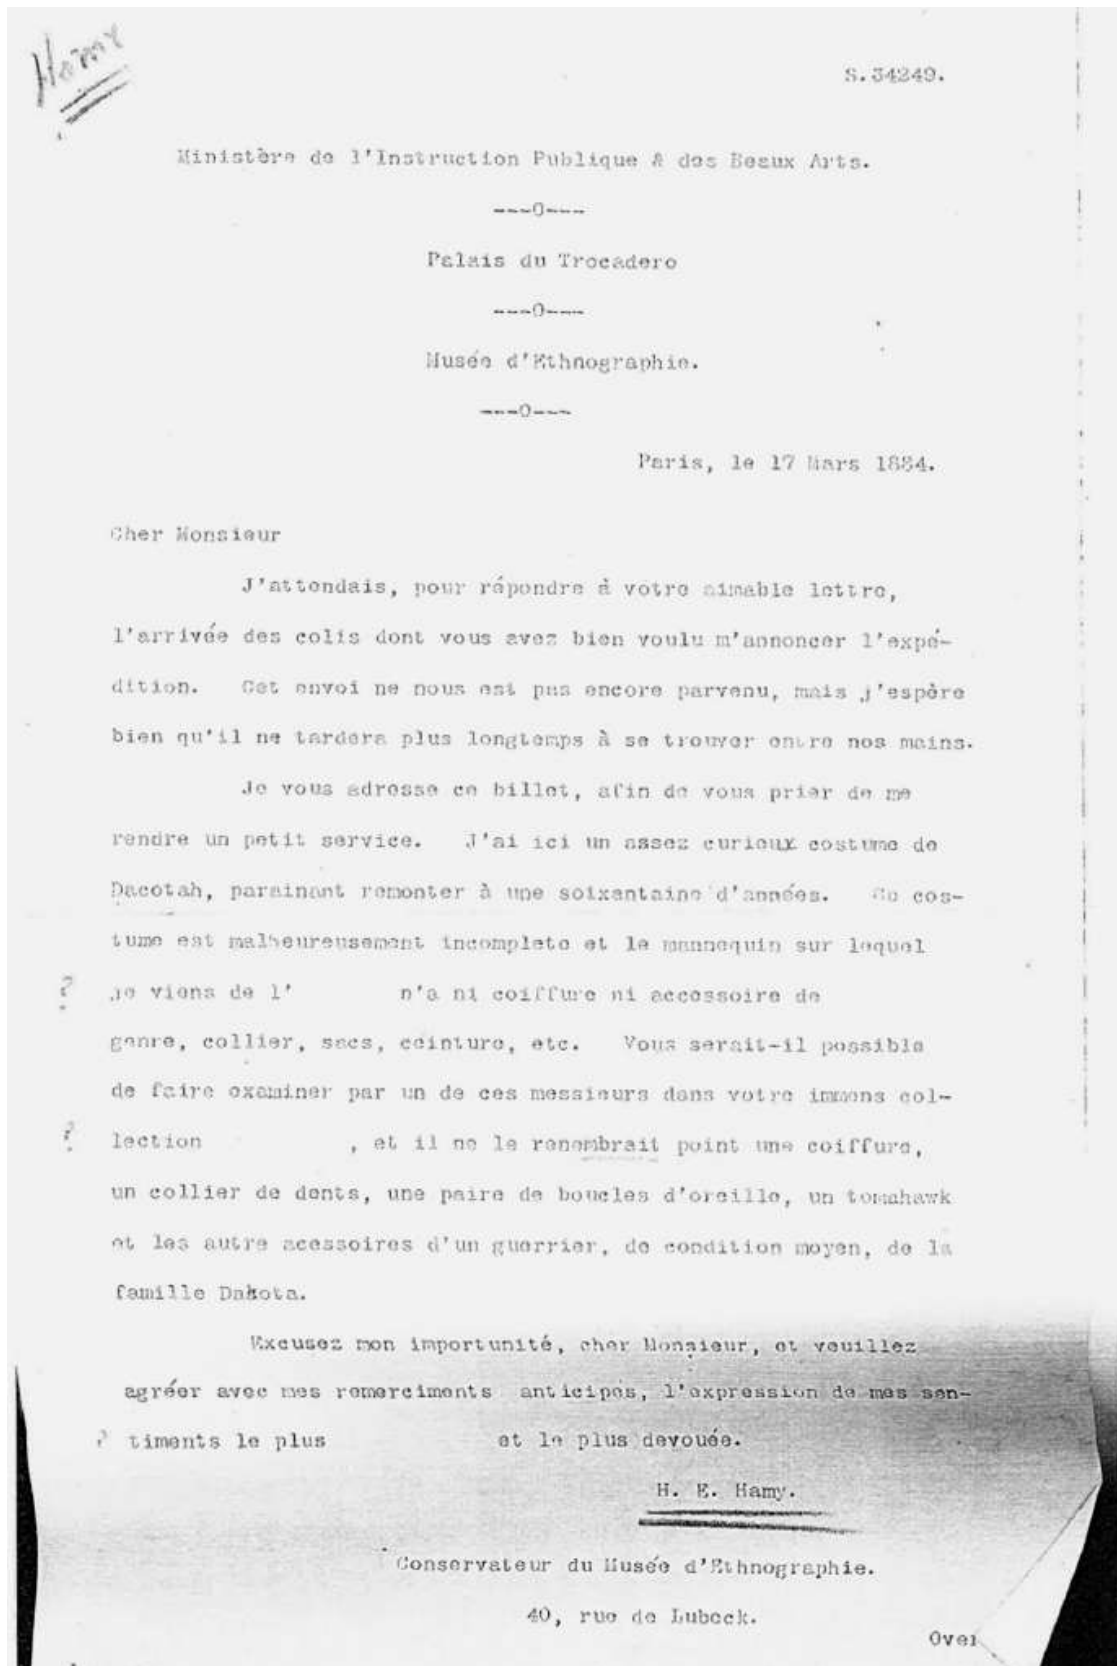 Hamy
S.34249.
Ministère de l'Instruction Publique & des Beaux Arts.
---O---
Palais du Trocadero
---O---
Musée d'Ethnographie.
---O---
Paris, le 17 Mars 1884.
Cher Monsieur
J'attendais, pour répondre à votre aimable lettre,
l'arrivée des colis dont vous avez bien voulu m'annoncer l'expé-
dition. Cet envoi ne nous est pas encore parvenu, mais j'espère
bien qu'il ne tardera plus longtemps à se trouver entre nos mains.
Je vous adresse ce billet, afin de vous prier de me
rendre un petit service. J'ai ici un assez curieux costume de
Dacotah, parainant remonter à une soixantaine d'années. Ce cos-
tume est malheureusement incomplete et le mannequin sur lequel
? je viens de l' n'a ni coiffure ni accessoire de
genre, collier, sacs, ceinture, etc. Vous serait-il possible
de faire examiner par un de ces messieurs dans votre immens col-
? lection , et il ne le renombrait point une coiffure,
un collier de dents, une paire de boucles d'oreille, un tomahawk
et les autre acessoires d'un guerrier, de condition moyen, de la
famille Dakota.
Excusez mon importunité, cher Monsieur, et veuillez
agréer avec mes remerciments anticipés, l'expression de mes sen-
? timents le plus et le plus devouée.
H. E. Hamy.
Conservateur du Musée d'Ethnographie.
40, rue de Lubeck.
Over